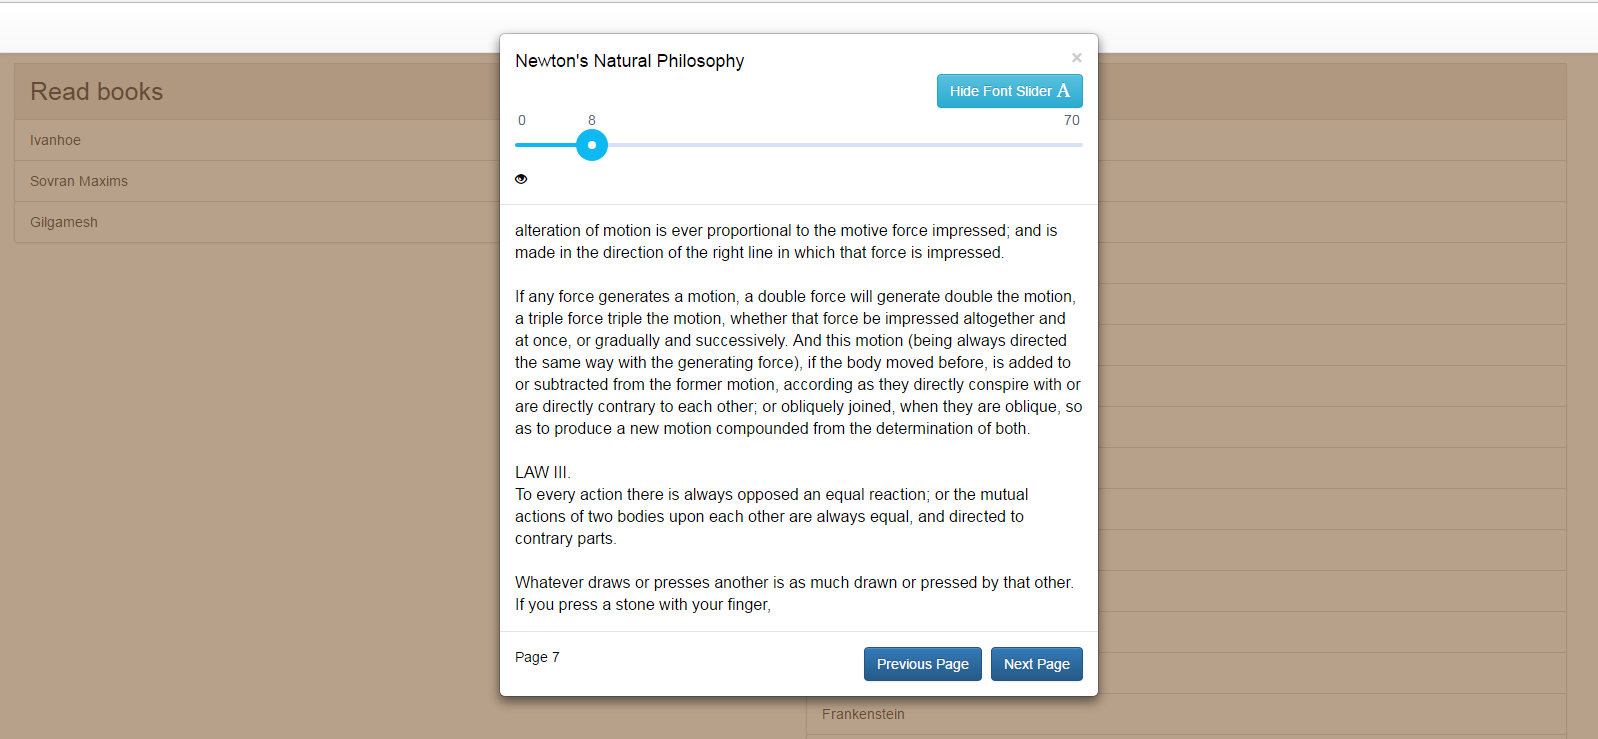 Newton's Natural Philosophy
×
Hide Font Slider A
0 8 70
Read books
Ivanhoe
Sovran Maxims
Gilgamesh
alteration of motion is ever proportional to the motive force impressed; and is
made in the direction of the right line in which that force is impressed.
If any force generates a motion, a double force will generate double the motion,
a triple force triple the motion, whether that force be impressed altogether and
at once, or gradually and successively. And this motion (being always directed
the same way with the generating force), if the body moved before, is added to
or subtracted from the former motion, according as they directly conspire with or
are directly contrary to each other; or obliquely joined, when they are oblique, so
as to produce a new motion compounded from the determination of both.
LAW III.
To every action there is always opposed an equal reaction; or the mutual
actions of two bodies upon each other are always equal, and directed to
contrary parts.
Whatever draws or presses another is as much drawn or pressed by that other.
If you press a stone with your finger,
Page 7
Previous Page
Next Page
Frankenstein